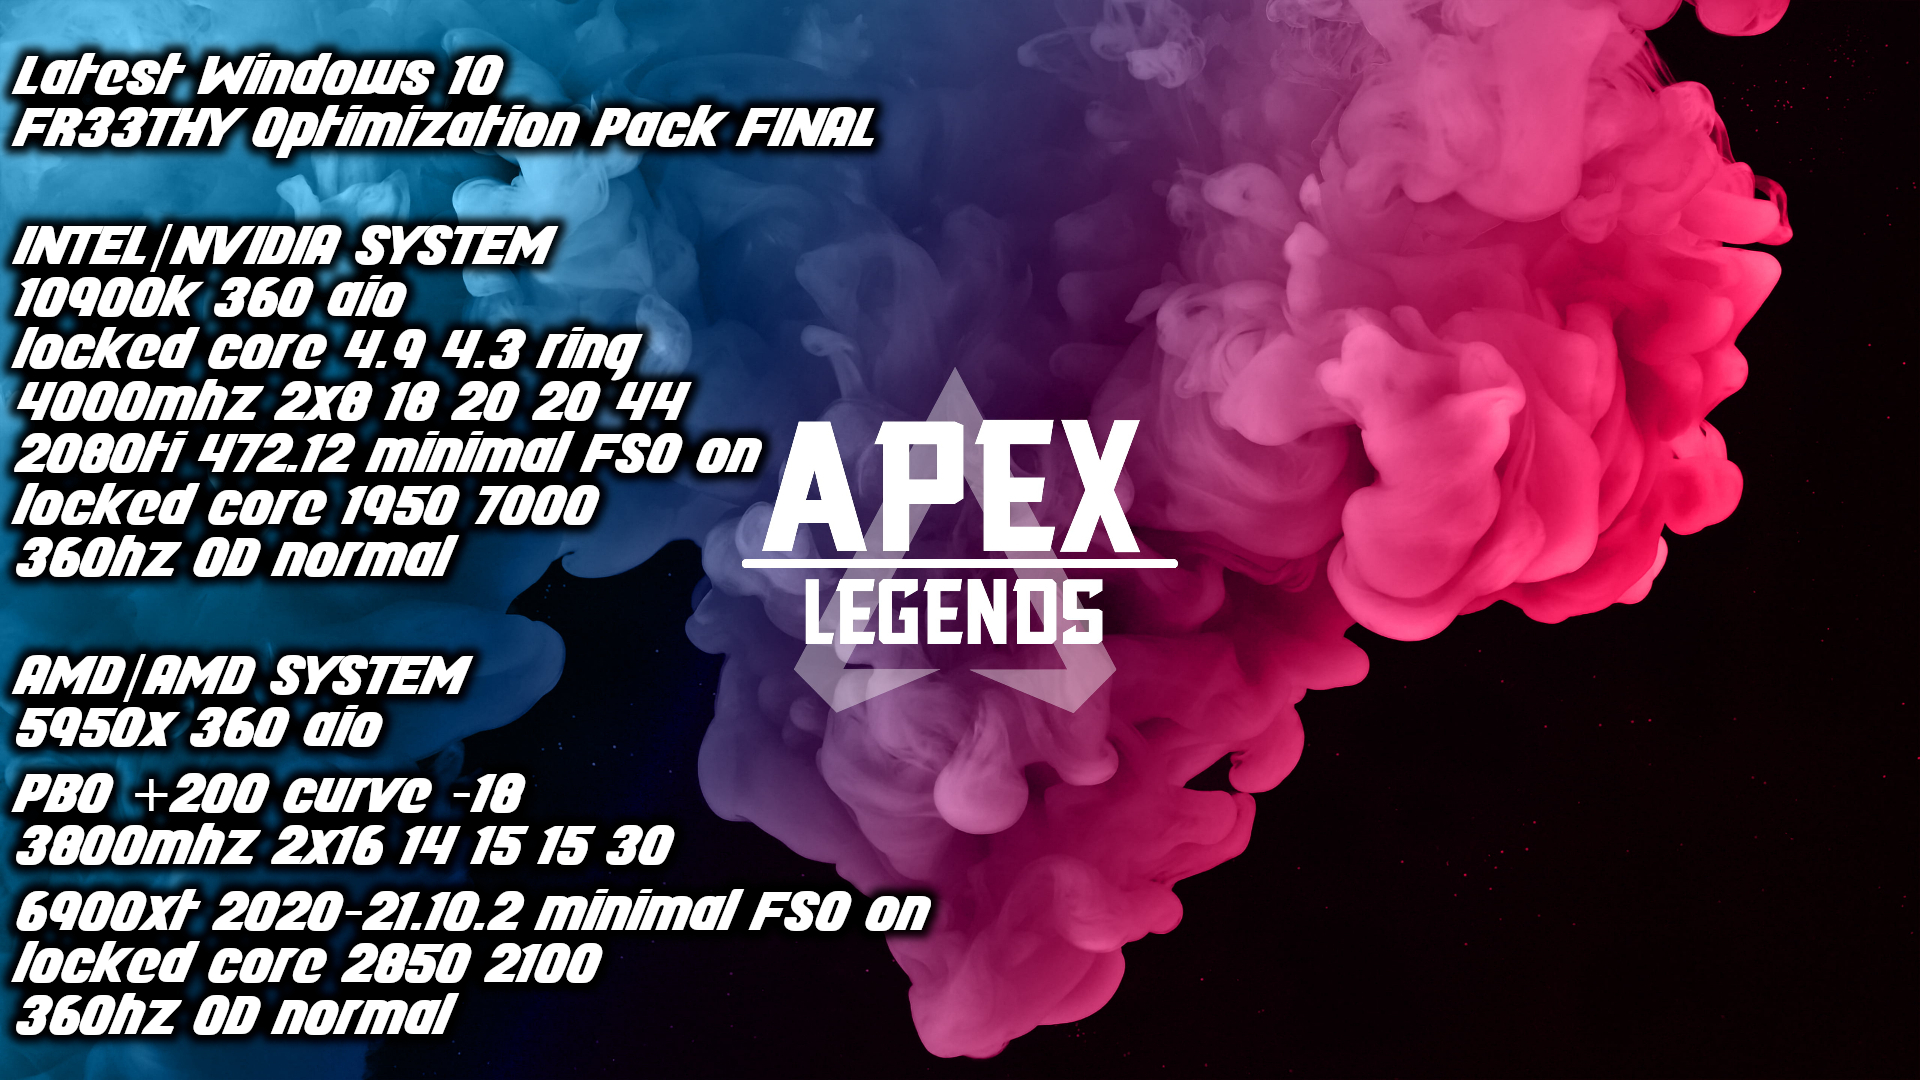 Latest Windows 10
FR33THY Optimization Pack FINAL
INTEL/NVIDIA SYSTEM
10900k 360 aio
locked core 4.9 4.3 ring
4000mhz 2x8 18 20 20 44
2080ti 472.12 minimal FSO on
locked core 1950 7000
360hz OD normal
AMD/AMD SYSTEM
5950x 360 aio
PBO +200 curve -18
3800mhz 2x16 14 15 15 30
6900xt 2020-21.10.2 minimal FSO on
locked core 2850 2100
360hz OD normal
APEX
LEGENDS